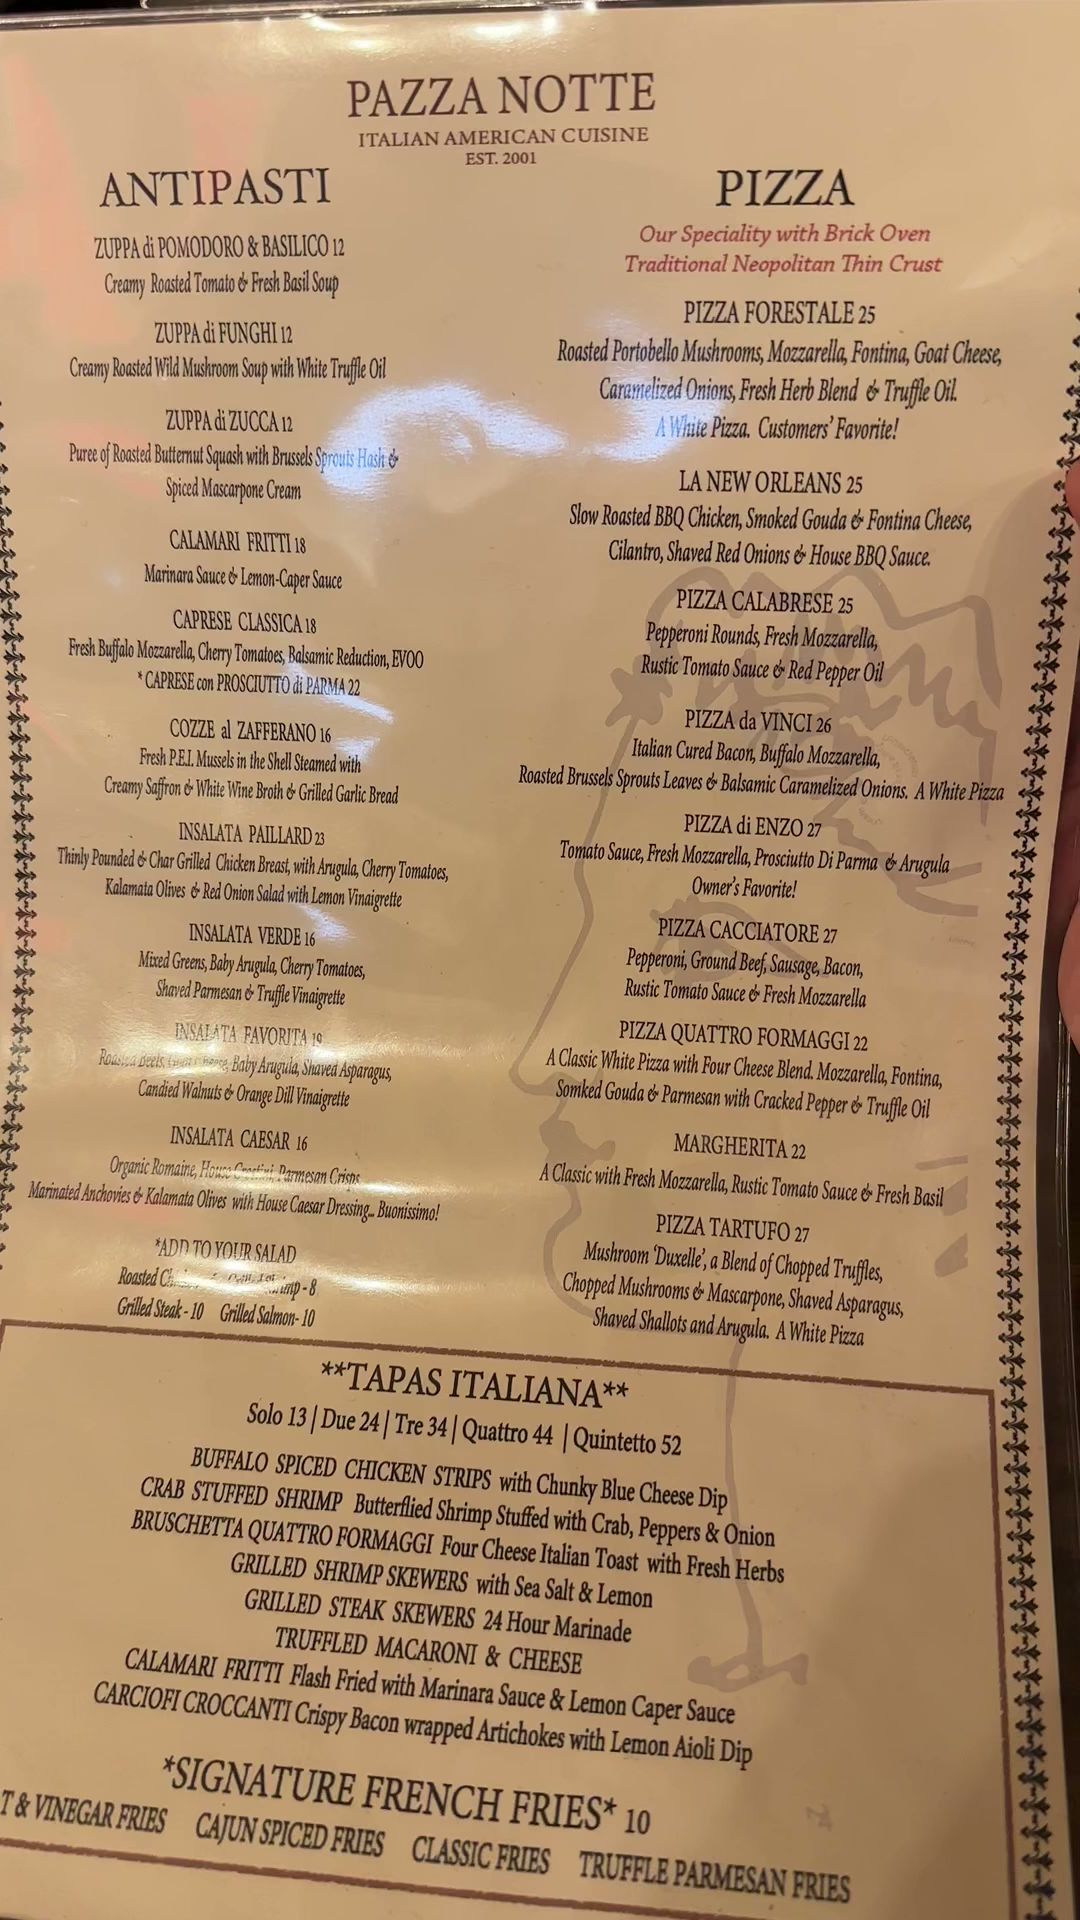 PAZZA NOTTE
ITALIAN AMERICAN CUISINE
EST. 2001
ANTIPASTI
ZUPPA di POMODORO & BASILICO 12
Creamy Roasted Tomato & Fresh Basil Soup
ZUPPA di FUNGHI 12
Creamy Roasted Wild Mushroom Soup with White Truffle Oil
ZUPPA di ZUCCA 12
Puree of Roasted Butternut Squash with Brussels Sprouts Hash &
Spiced Mascarpone Cream
CALAMARI FRITTI 18
Marinara Sauce & Lemon-Caper Sauce
CAPRESE CLASSICA 18
Fresh Buffalo Mozzarella, Cherry Tomatoes, Balsamic Reduction, EVOO
* CAPRESE con PROSCIUTTO di PARMA 22
COZZE al ZAFFERANO 16
Fresh P.E.I. Mussels in the Shell Steamed with
Creamy Saffron & White Wine Broth & Grilled Garlic Bread
INSALATA PAILLARD 23
Thinly Pounded & Char Grilled Chicken Breast, with Arugula, Cherry Tomatoes,
Kalamata Olives & Red Onion Salad with Lemon Vinaigrette
INSALATA VERDE 16
Mixed Greens, Baby Arugula, Cherry Tomatoes,
Shaved Parmesan & Truffle Vinaigrette
INSALATA FAVORITA 19
Roasted Beets, Baby Arugula, Shaved Asparagus,
Candied Walnuts & Orange Dill Vinaigrette
INSALATA CAESAR 16
Organic Romaine, House Crostini, Parmesan Crisps
Marinated Anchovies & Kalamata Olives with House Caesar Dressing... Buonissimo!
*ADD TO YOUR SALAD
Roasted Grilled Shrimp - 8
Grilled Steak - 10 Grilled Salmon- 10
PIZZA
Our Speciality with Brick Oven
Traditional Neopolitan Thin Crust
PIZZA FORESTALE 25
Roasted Portobello Mushrooms, Mozzarella, Fontina, Goat Cheese,
Caramelized Onions, Fresh Herb Blend & Truffle Oil.
A White Pizza. Customers' Favorite!
LA NEW ORLEANS 25
Slow Roasted BBQ Chicken, Smoked Gouda & Fontina Cheese,
Cilantro, Shaved Red Onions & House BBQ Sauce.
PIZZA CALABRESE 25
Pepperoni Rounds, Fresh Mozzarella,
Rustic Tomato Sauce & Red Pepper Oil
PIZZA da VINCI 26
Italian Cured Bacon, Buffalo Mozzarella,
Roasted Brussels Sprouts Leaves & Balsamic Caramelized Onions. A White Pizza
PIZZA di ENZO 27
Tomato Sauce, Fresh Mozzarella, Prosciutto Di Parma & Arugula
Owner's Favorite!
PIZZA CACCIATORE 27
Pepperoni, Ground Beef, Sausage, Bacon,
Rustic Tomato Sauce & Fresh Mozzarella
PIZZA QUATTRO FORMAGGI 22
A Classic White Pizza with Four Cheese Blend. Mozzarella, Fontina,
Somked Gouda & Parmesan with Cracked Pepper & Truffle Oil
MARGHERITA 22
A Classic with Fresh Mozzarella, Rustic Tomato Sauce & Fresh Basil
PIZZA TARTUFO 27
Mushroom 'Duxelle', a Blend of Chopped Truffles,
Chopped Mushrooms & Mascarpone, Shaved Asparagus,
Shaved Shallots and Arugula. A White Pizza
**TAPAS ITALIANA**
Solo 13 | Due 24 | Tre 34 | Quattro 44 | Quintetto 52
BUFFALO SPICED CHICKEN STRIPS with Chunky Blue Cheese Dip
CRAB STUFFED SHRIMP Butterflied Shrimp Stuffed with Crab, Peppers & Onion
BRUSCHETTA QUATTRO FORMAGGI Four Cheese Italian Toast with Fresh Herbs
GRILLED SHRIMP SKEWERS with Sea Salt & Lemon
GRILLED STEAK SKEWERS 24 Hour Marinade
TRUFFLED MACARONI & CHEESE
CALAMARI FRITTI Flash Fried with Marinara Sauce & Lemon Caper Sauce
CARCIOFI CROCCANTI Crispy Bacon wrapped Artichokes with Lemon Aioli Dip
*SIGNATURE FRENCH FRIES* 10
T & VINEGAR FRIES CAJUN SPICED FRIES CLASSIC FRIES TRUFFLE PARMESAN FRIES